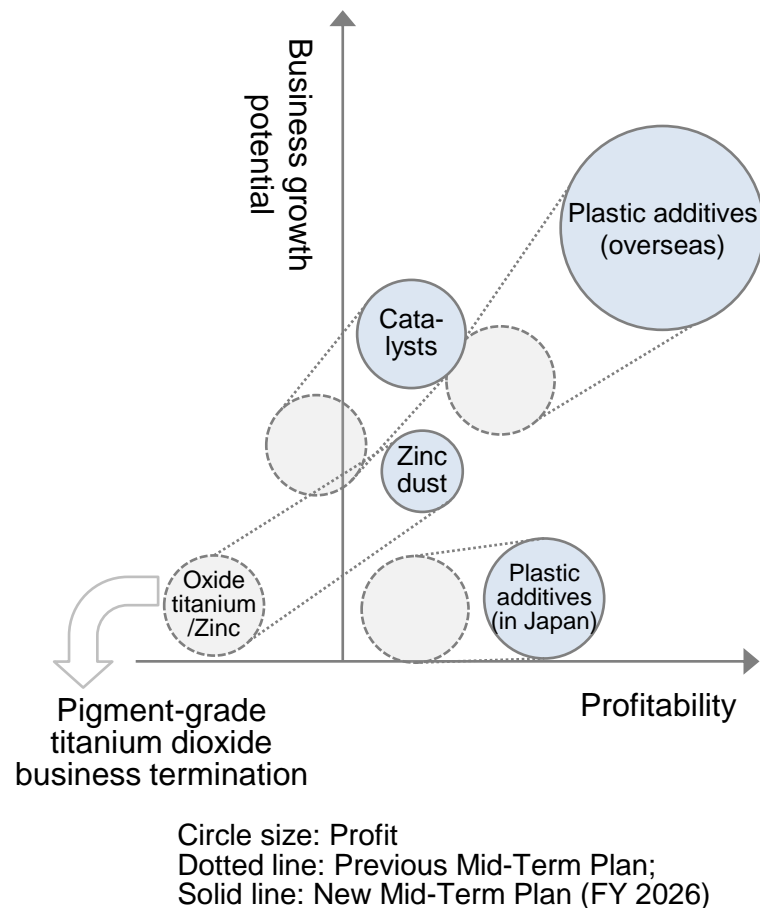 Business growth
potential
Plastic additives
(overseas)
Cata-
lysts
Zinc
dust
Oxide
titanium
/Zinc
Plastic
additives
(in Japan)
Profitability
Pigment-grade
titanium dioxide
business termination
Circle size: Profit
Dotted line: Previous Mid-Term Plan;
Solid line: New Mid-Term Plan (FY 2026)